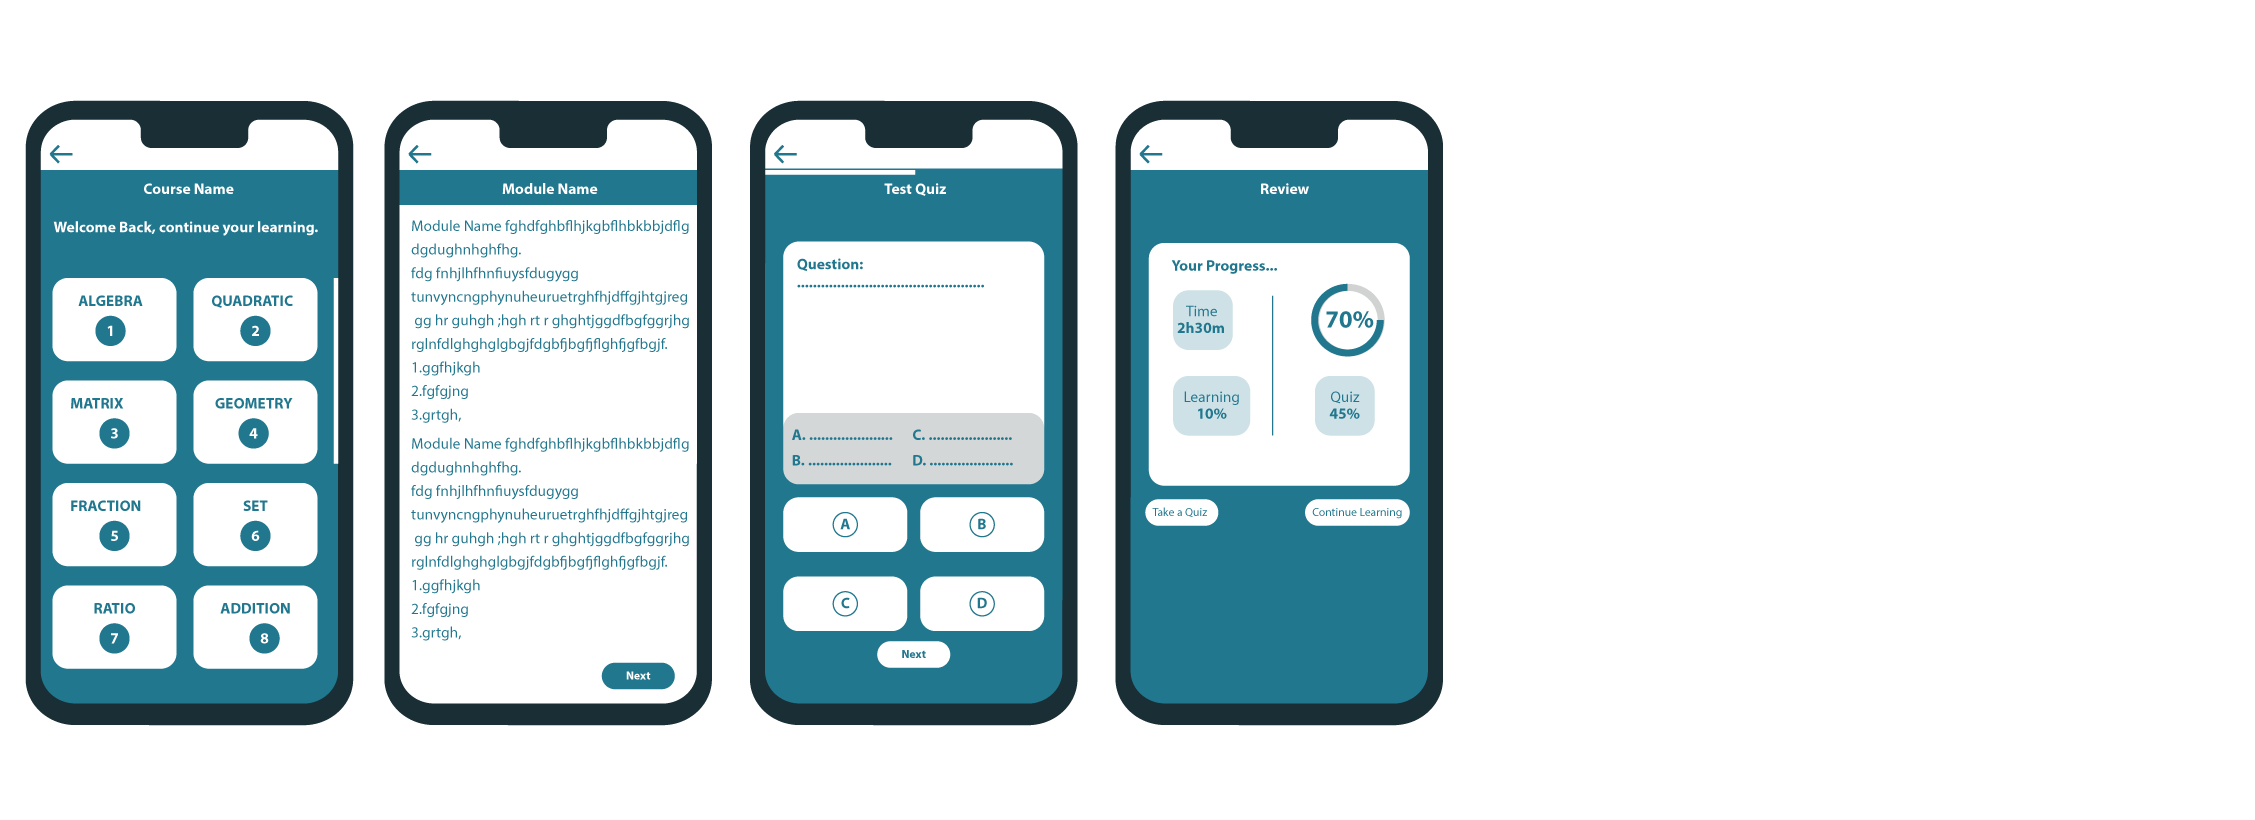 Course Name
Welcome Back, continue your learning.
ALGEBRA
1
QUADRATIC
2
MATRIX
3
GEOMETRY
4
FRACTION
5
SET
6
RATIO
7
ADDITION
8
Module Name
Module Name fghdfghbflhjkgbflhbkbbjdflg
dgdughnhghfhg.
fdg fnhjlhfhnfiuysfdugygg
tunvyncngphynuheuruetrghfhjdffgjhtgjreg
gg hr guhgh ;hgh rt r ghghtjggdfbgfggrjhg
rglnfdlghghglgbgjfdgbfjbgfjflghfjgfbgjf.
1.ggfhjkgh
2.fgfgjng
3.grtgh,
Module Name fghdfghbflhjkgbflhbkbbjdflg
dgdughnhghfhg.
fdg fnhjlhfhnfiuysfdugygg
tunvyncngphynuheuruetrghfhjdffgjhtgjreg
gg hr guhgh ;hgh rt r ghghtjggdfbgfggrjhg
rglnfdlghghglgbgjfdgbfjbgfjflghfjgfbgjf.
1.ggfhjkgh
2.fgfgjng
3.grtgh,
Next
Test Quiz
Question:
...............................................
A. ..................... C. .....................
B. ..................... D. .....................
A
B
C
D
Next
Review
Your Progress...
Time
2h30m
70%
Learning
10%
Quiz
45%
Take a Quiz
Continue Learning